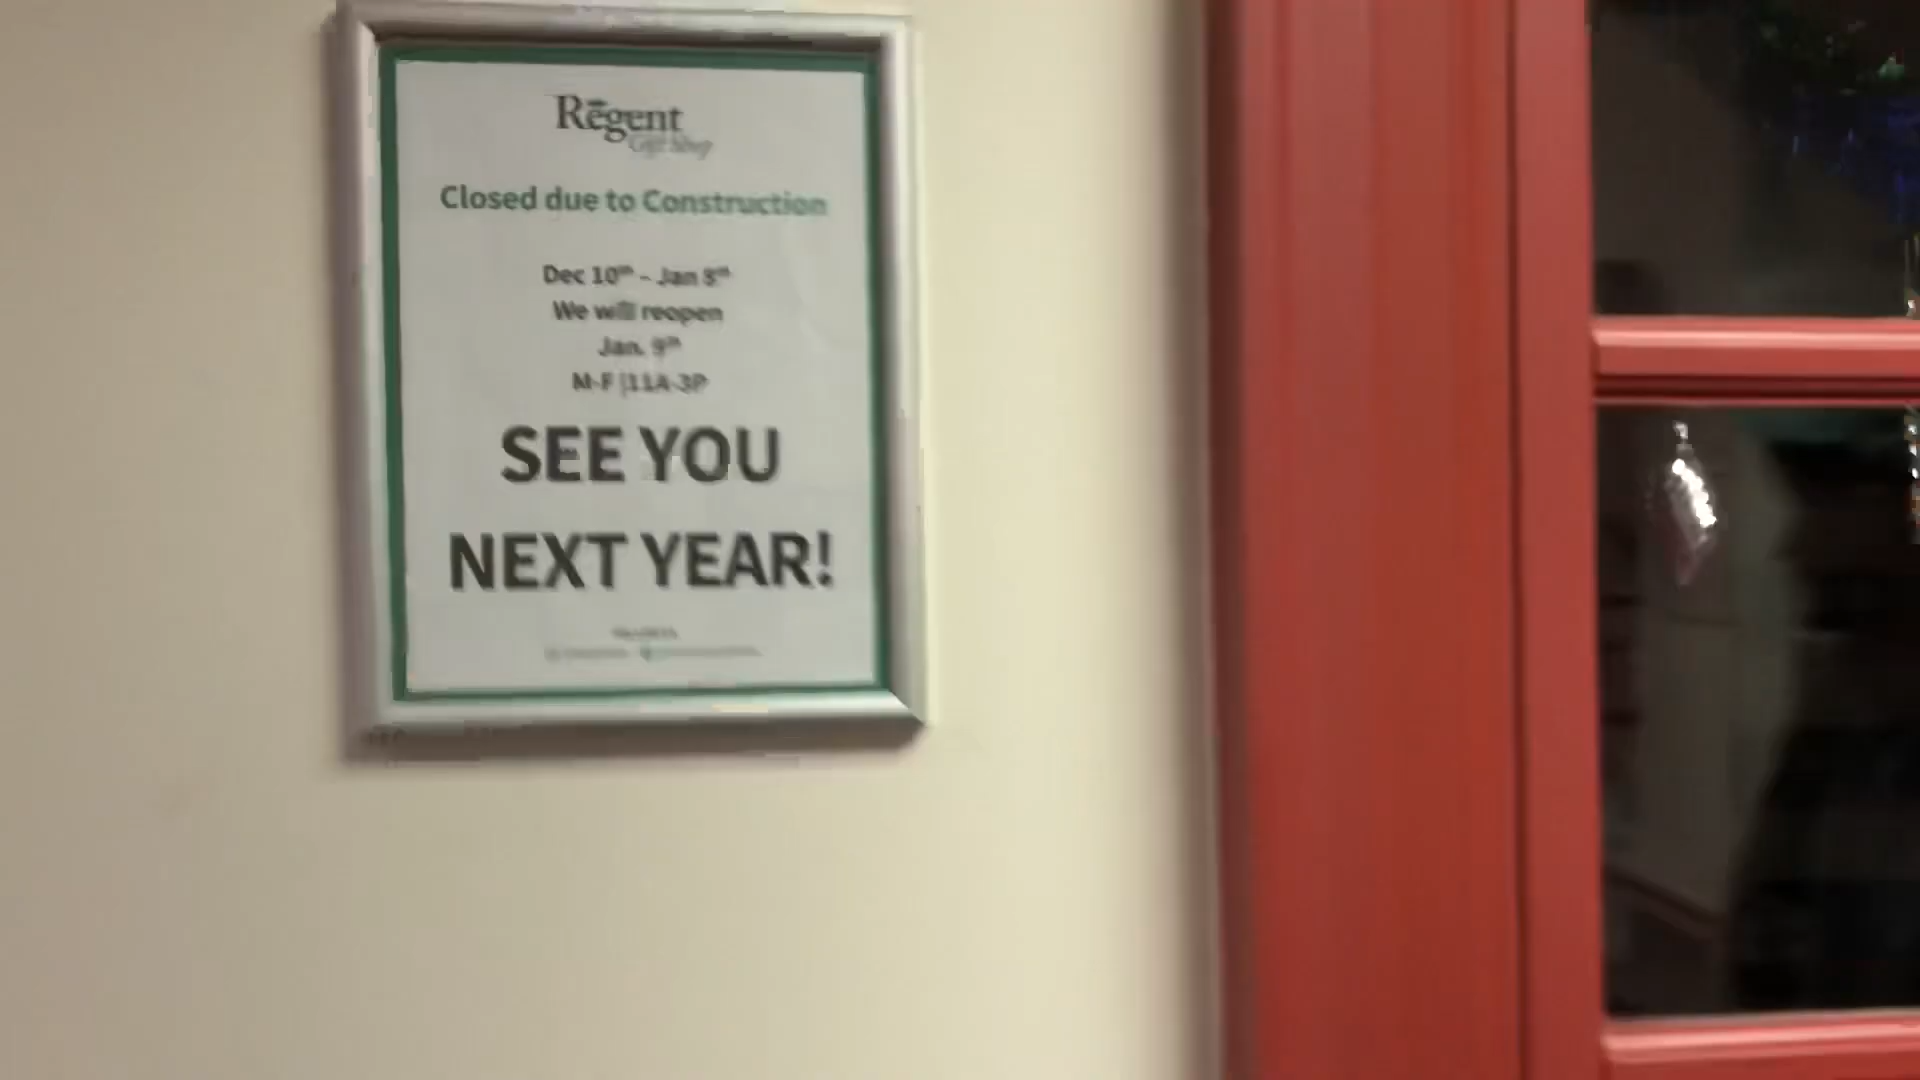 Regent
Gift Shop
Closed due to Construction
Dec 10th - Jan 8th
We will reopen
Jan. 9th
M-F |11A-3P
SEE YOU
NEXT YEAR!